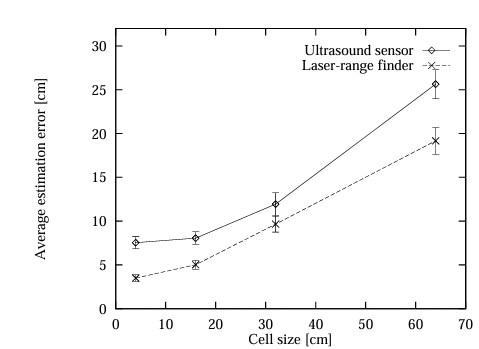 30
25
20
15
10
5
0
Average estimation error [cm]
Ultrasound sensor
Laser-range finder
0 10 20 30 40 50 60 70
Cell size [cm]